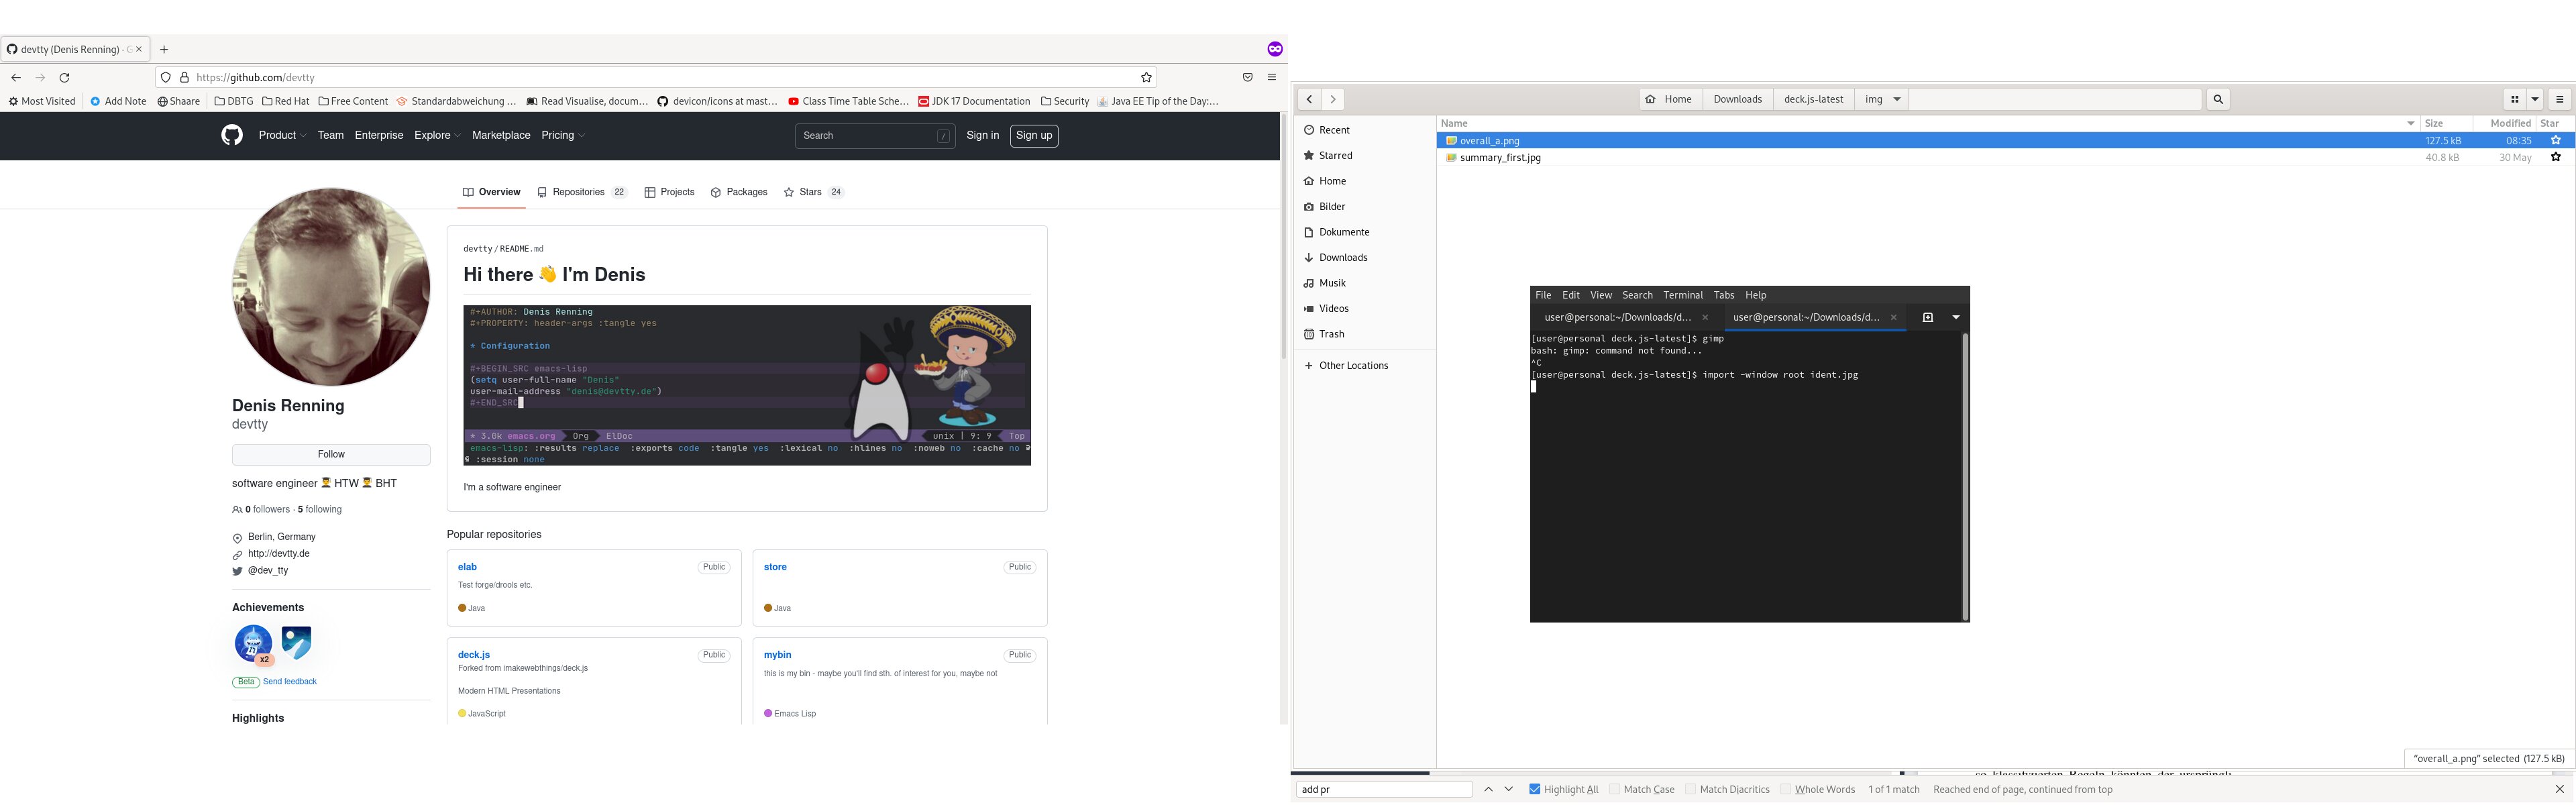 devtty (Denis Renning) · G
https://github.com/devtty
Most Visited Add Note Shaare DBTG Red Hat Free Content Standardabweichung … Read Visualise, docum… devicon/icons at mast… Class Time Table Sche… JDK 17 Documentation Security Java EE Tip of the Day:…
Product Team Enterprise Explore Marketplace Pricing Search / Sign in Sign up
Overview Repositories 22 Projects Packages Stars 24
devtty / README.md
Hi there 👋 I'm Denis
#+AUTHOR: Denis Renning
#+PROPERTY: header-args :tangle yes
* Configuration
#+BEGIN_SRC emacs-lisp
(setq user-full-name "Denis"
user-mail-address "denis@devtty.de")
#+END_SRC
* 3.0k emacs.org Org ElDoc unix | 9: 9 Top
emacs-lisp: :results replace :exports code :tangle yes :lexical no :hlines no :noweb no :cache no
:session none
I'm a software engineer
Denis Renning
devtty
Follow
software engineer 👨‍🎓 HTW 👨‍🎓 BHT
0 followers · 5 following
Berlin, Germany
http://devtty.de
@dev_tty
Achievements
x2
Beta Send feedback
Highlights
Popular repositories
elab Public
Test forge/drools etc.
Java
store Public
Java
deck.js Public
Forked from imakewebthings/deck.js
Modern HTML Presentations
JavaScript
mybin Public
this is my bin - maybe you'll find sth. of interest for you, maybe not
Emacs Lisp
Home Downloads deck.js-latest img
Name Size Modified Star
overall_a.png 127.5 kB 08:35
summary_first.jpg 40.8 kB 30 May
Recent
Starred
Home
Bilder
Dokumente
Downloads
Musik
Videos
Trash
+ Other Locations
File Edit View Search Terminal Tabs Help
user@personal:~/Downloads/d… × user@personal:~/Downloads/d… ×
[user@personal deck.js-latest]$ gimp
bash: gimp: command not found...
^C
[user@personal deck.js-latest]$ import -window root ident.jpg
"overall_a.png" selected (127.5 kB)
add pr Highlight All Match Case Match Diacritics Whole Words 1 of 1 match Reached end of page, continued from top